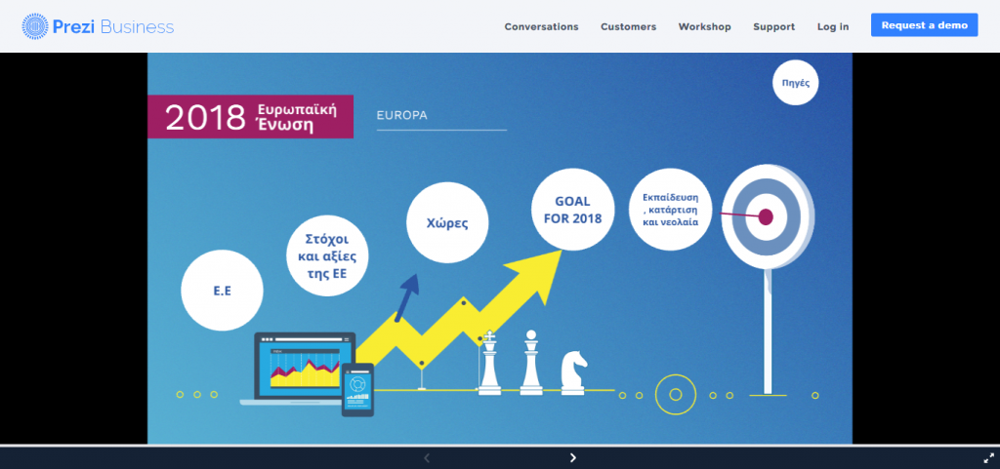 Prezi Business
Conversations
Customers
Workshop
Support
Log in
Request a demo
Πηγές
2018 Ευρωπαϊκή
Ένωση
EUROPA
Ε.Ε
Στόχοι
και αξίες
της ΕΕ
Χώρες
GOAL
FOR 2018
Εκπαίδευση
, κατάρτιση
και νεολαία